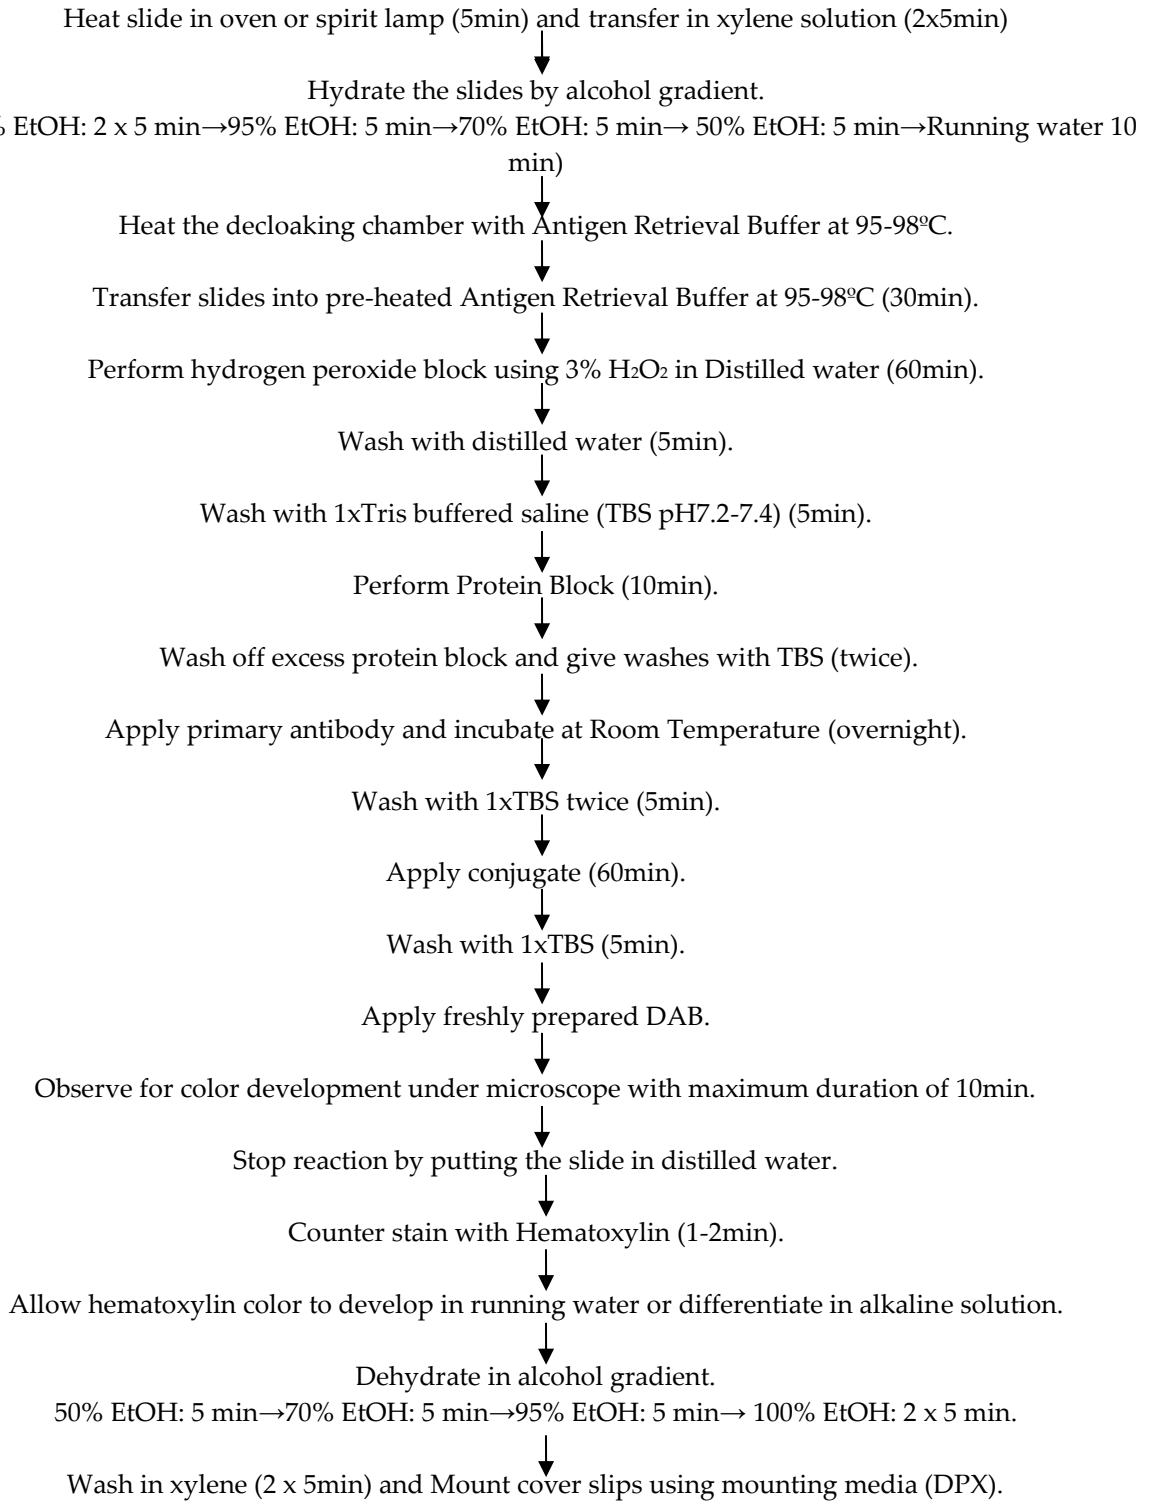 Heat slide in oven or spirit lamp (5min) and transfer in xylene solution (2x5min)
Hydrate the slides by alcohol gradient.
% EtOH: 2 x 5 min→95% EtOH: 5 min→70% EtOH: 5 min→ 50% EtOH: 5 min→Running water 10
min)
Heat the decloaking chamber with Antigen Retrieval Buffer at 95-98ºC.
Transfer slides into pre-heated Antigen Retrieval Buffer at 95-98ºC (30min).
Perform hydrogen peroxide block using 3% H₂O₂ in Distilled water (60min).
Wash with distilled water (5min).
Wash with 1xTris buffered saline (TBS pH7.2-7.4) (5min).
Perform Protein Block (10min).
Wash off excess protein block and give washes with TBS (twice).
Apply primary antibody and incubate at Room Temperature (overnight).
Wash with 1xTBS twice (5min).
Apply conjugate (60min).
Wash with 1xTBS (5min).
Apply freshly prepared DAB.
Observe for color development under microscope with maximum duration of 10min.
Stop reaction by putting the slide in distilled water.
Counter stain with Hematoxylin (1-2min).
Allow hematoxylin color to develop in running water or differentiate in alkaline solution.
Dehydrate in alcohol gradient.
50% EtOH: 5 min→70% EtOH: 5 min→95% EtOH: 5 min→ 100% EtOH: 2 x 5 min.
Wash in xylene (2 x 5min) and Mount cover slips using mounting media (DPX).